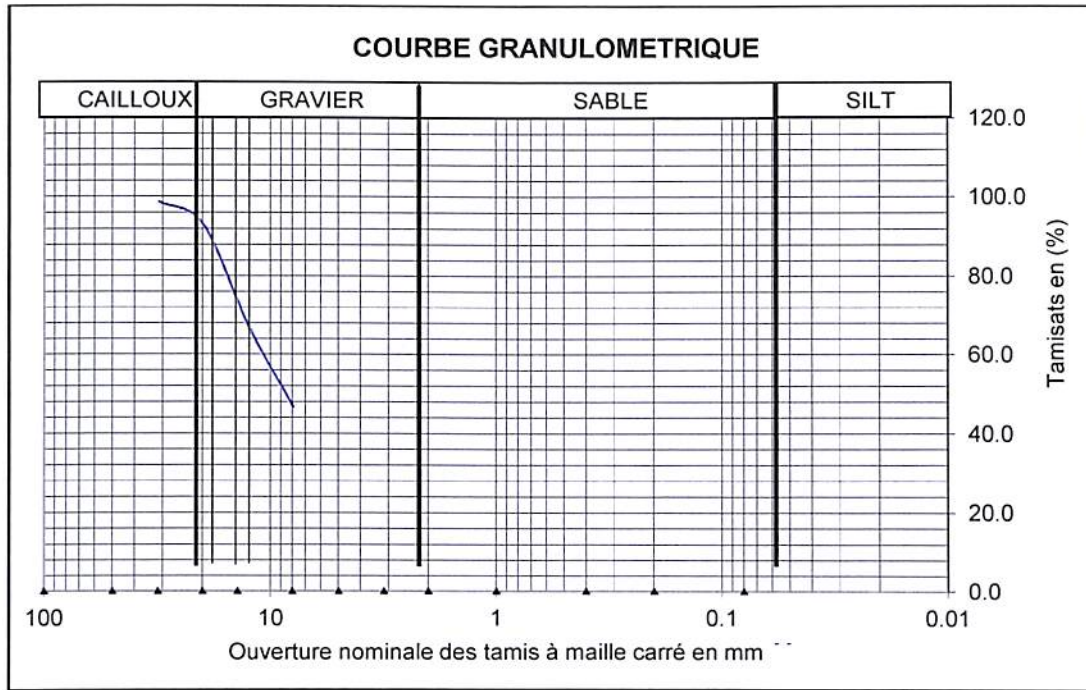 COURBE GRANULOMETRIQUE
CAILLOUX GRAVIER SABLE SILT
120.0
100.0
80.0
60.0
40.0
20.0
0.0
Tamisats en (%)
100 10 1 0.1 0.01
Ouverture nominale des tamis à maille carré en mm